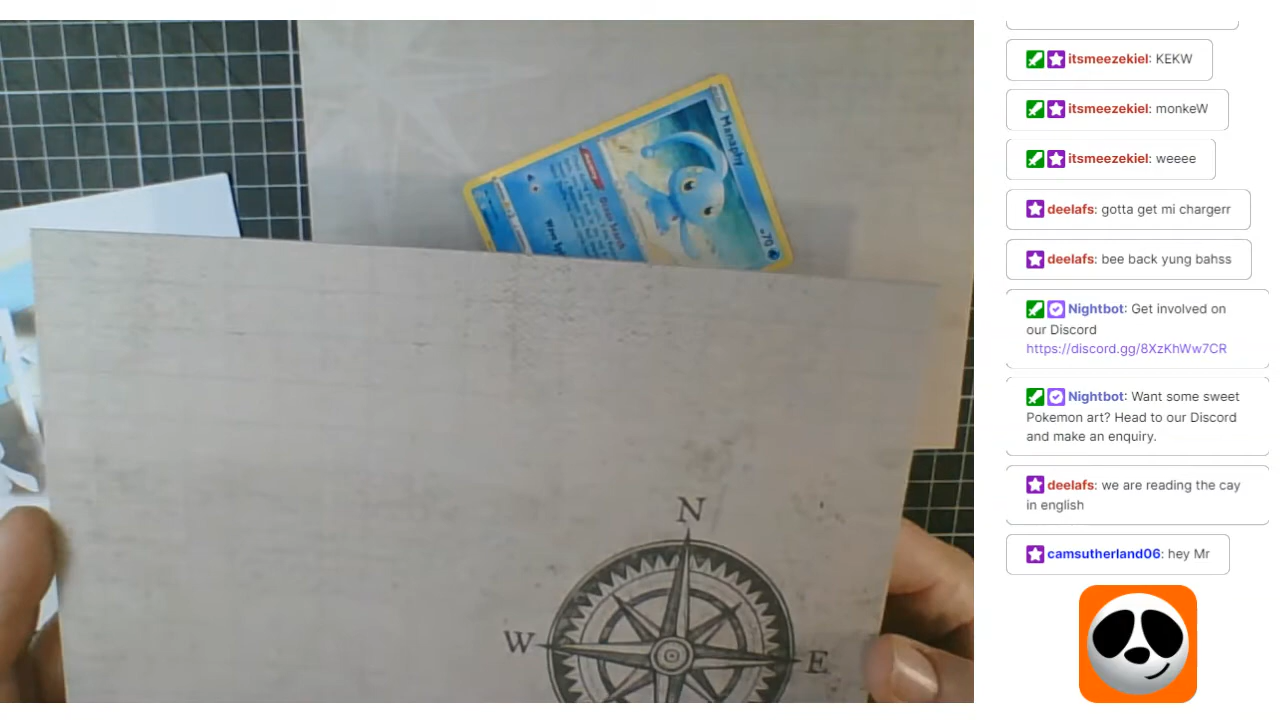 itsmeezekiel: KEKW
itsmeezekiel: monkeW
itsmeezekiel: weeee
deelafs: gotta get mi chargerr
deelafs: bee back yung bahss
Nightbot: Get involved on
our Discord
https://discord.gg/8XzKhWw7CR
Nightbot: Want some sweet
Pokemon art? Head to our Discord
and make an enquiry.
deelafs: we are reading the cay
in english
camsutherland06: hey Mr
Manaphy
70
N
W
E